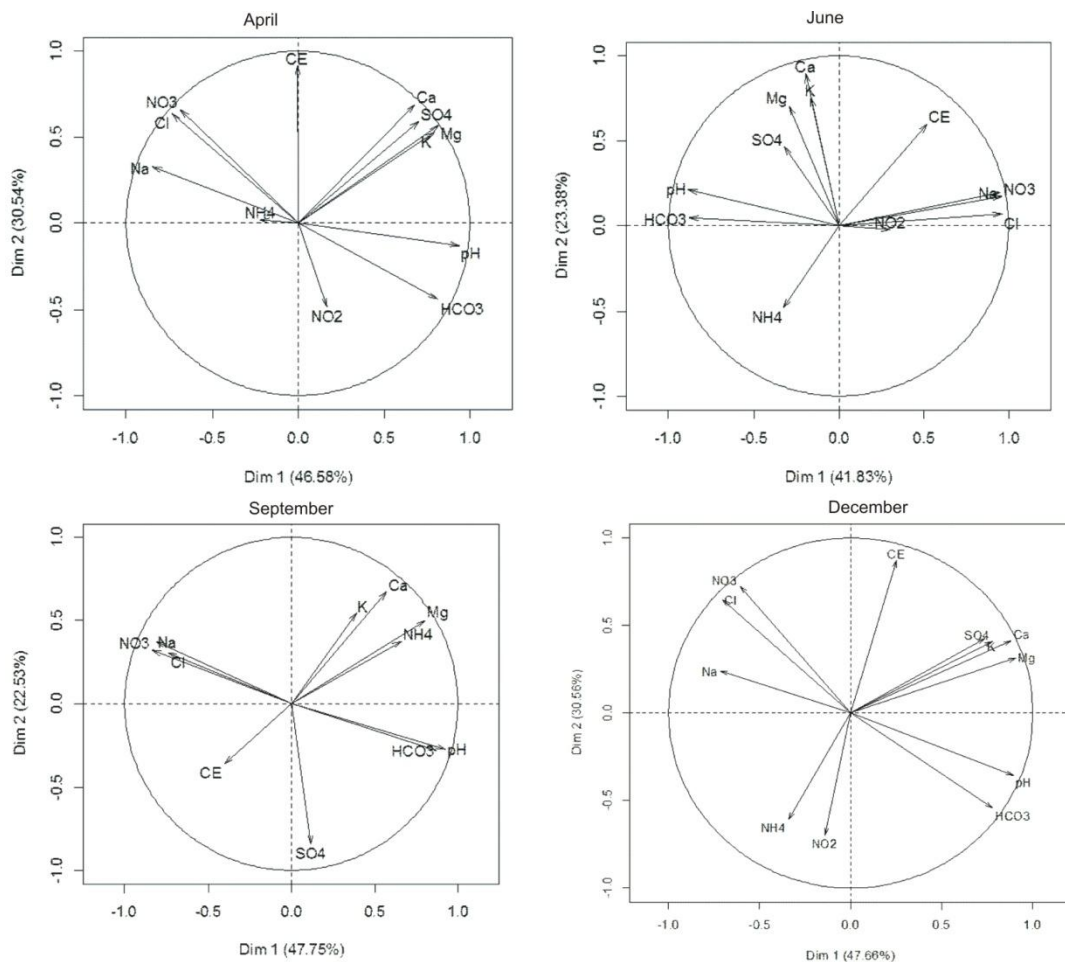 April
1.0
0.5
0.0
-0.5
-1.0
Dim 2 (30.54%)
CE
NO3
Cl
Ca
SO4
Mg
K
Na
NH4
pH
NO2
HCO3
-1.0 -0.5 0.0 0.5 1.0
Dim 1 (46.58%)
June
1.0
0.5
0.0
-0.5
-1.0
Dim 2 (23.38%)
Ca
K
Mg
CE
SO4
pH
Na
NO3
HCO3
NO2
Cl
NH4
-1.0 -0.5 0.0 0.5 1.0
Dim 1 (41.83%)
September
1.0
0.5
0.0
-0.5
-1.0
Dim 2 (22.53%)
Ca
K
Mg
NH4
NO3
Na
Cl
HCO3
pH
CE
SO4
-1.0 -0.5 0.0 0.5 1.0
Dim 1 (47.75%)
December
1.0
0.5
0.0
-0.5
-1.0
Dim 2 (30.56%)
CE
NO3
Cl
SO4
Ca
K
Mg
Na
pH
HCO3
NH4
NO2
-1.0 -0.5 0.0 0.5 1.0
Dim 1 (47.66%)